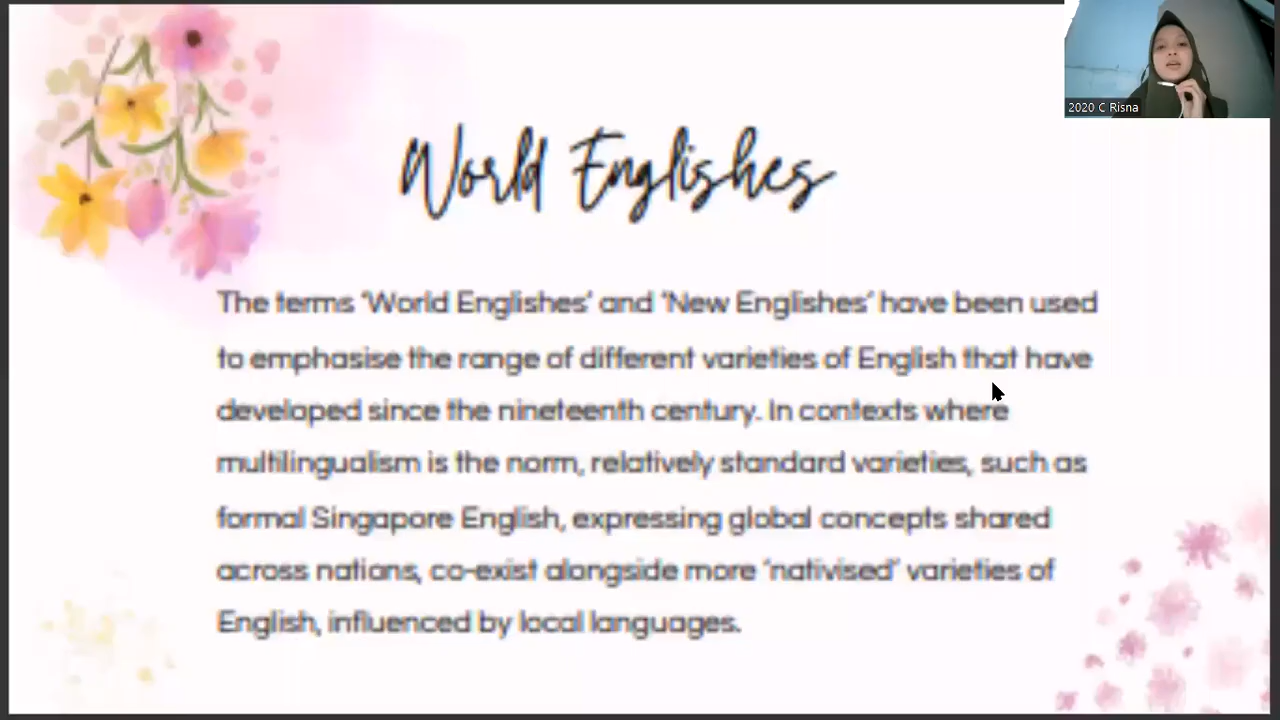 2020 C Risna
World Englishes
The terms 'World Englishes' and 'New Englishes' have been used
to emphasise the range of different varieties of English that have
developed since the nineteenth century. In contexts where
multilingualism is the norm, relatively standard varieties, such as
formal Singapore English, expressing global concepts shared
across nations, co-exist alongside more 'nativised' varieties of
English, influenced by local languages.